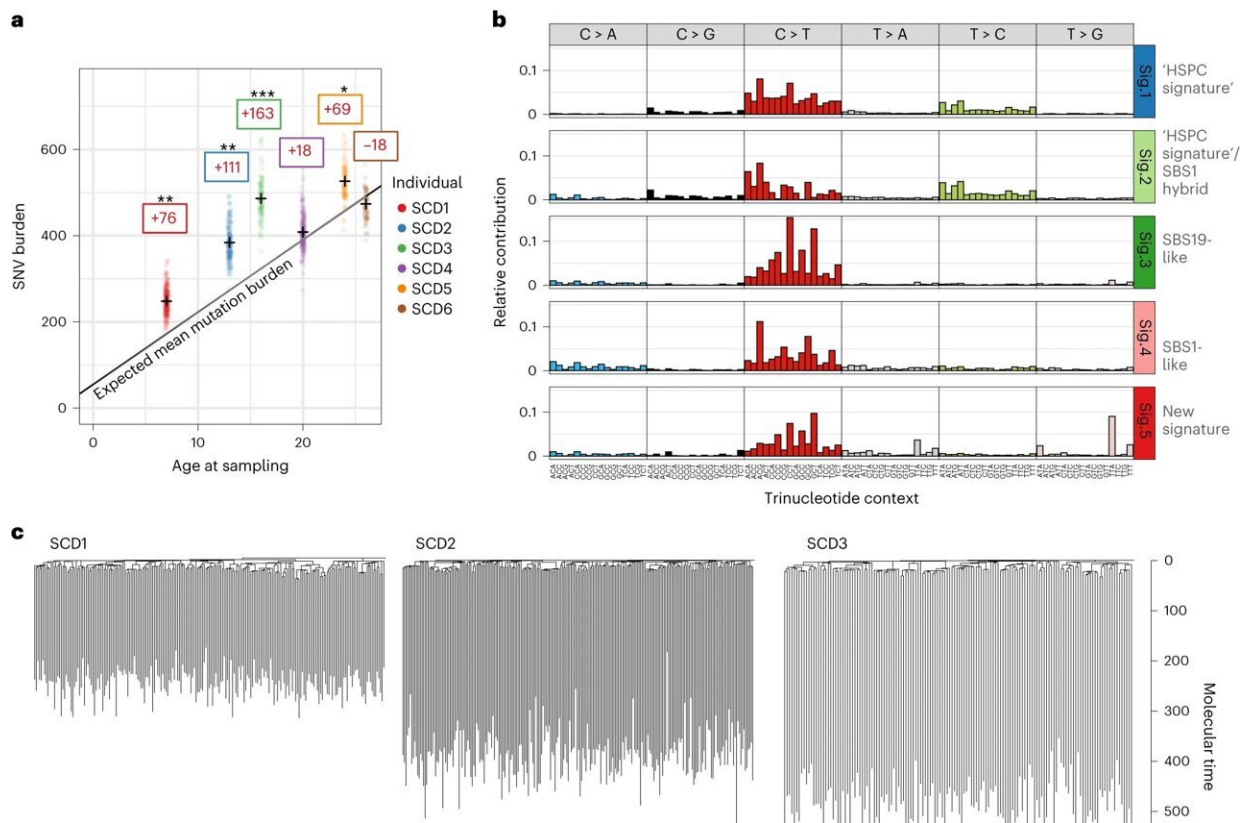 a
SNV burden
600
400
200
0
**
+76
**
+111
***
+163
+18
*
+69
−18
Expected mean mutation burden
0
10
20
Age at sampling
Individual
SCD1
SCD2
SCD3
SCD4
SCD5
SCD6
b
C > A
C > G
C > T
T > A
T > C
T > G
Relative contribution
0.1
0
Sig.1
'HSPC
signature'
0.1
0
Sig.2
'HSPC
signature'/
SBS1
hybrid
0.1
0
Sig.3
SBS19-
like
0.1
0
Sig.4
SBS1-
like
0.1
0
Sig.5
New
signature
Trinucleotide context
c
SCD1
SCD2
SCD3
0
100
200
300
400
500
Molecular time